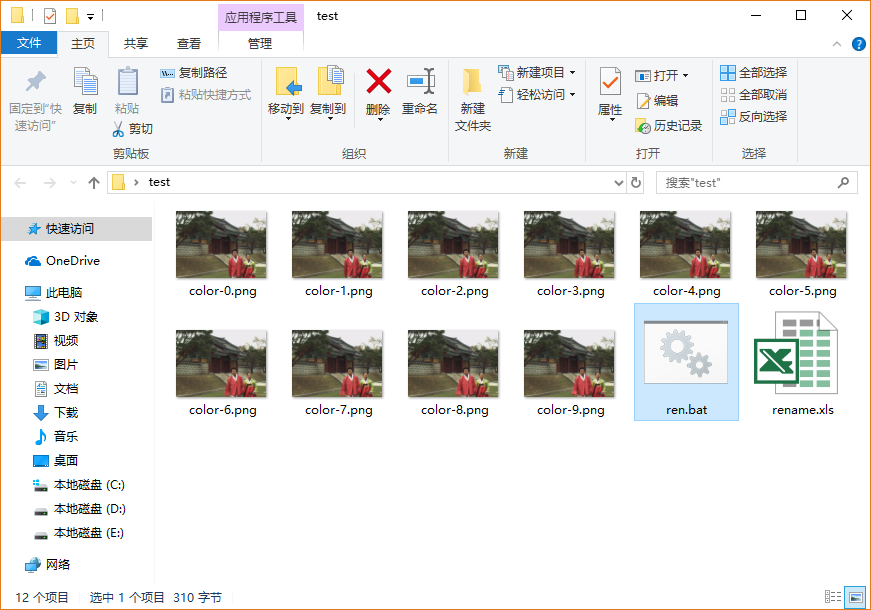 应用程序工具 test
文件 主页 共享 查看 管理
固定到"快速访问"
复制
粘贴
复制路径
粘贴快捷方式
剪切
剪贴板
移动到
复制到
删除
重命名
组织
新建文件夹
新建项目
轻松访问
新建
属性
打开
编辑
历史记录
打开
全部选择
全部取消
反向选择
选择
test
搜索"test"
快速访问
OneDrive
此电脑
3D 对象
视频
图片
文档
下载
音乐
桌面
本地磁盘 (C:)
本地磁盘 (D:)
本地磁盘 (E:)
网络
color-0.png color-1.png color-2.png color-3.png color-4.png color-5.png
color-6.png color-7.png color-8.png color-9.png ren.bat rename.xls
12 个项目 选中 1 个项目 310 字节